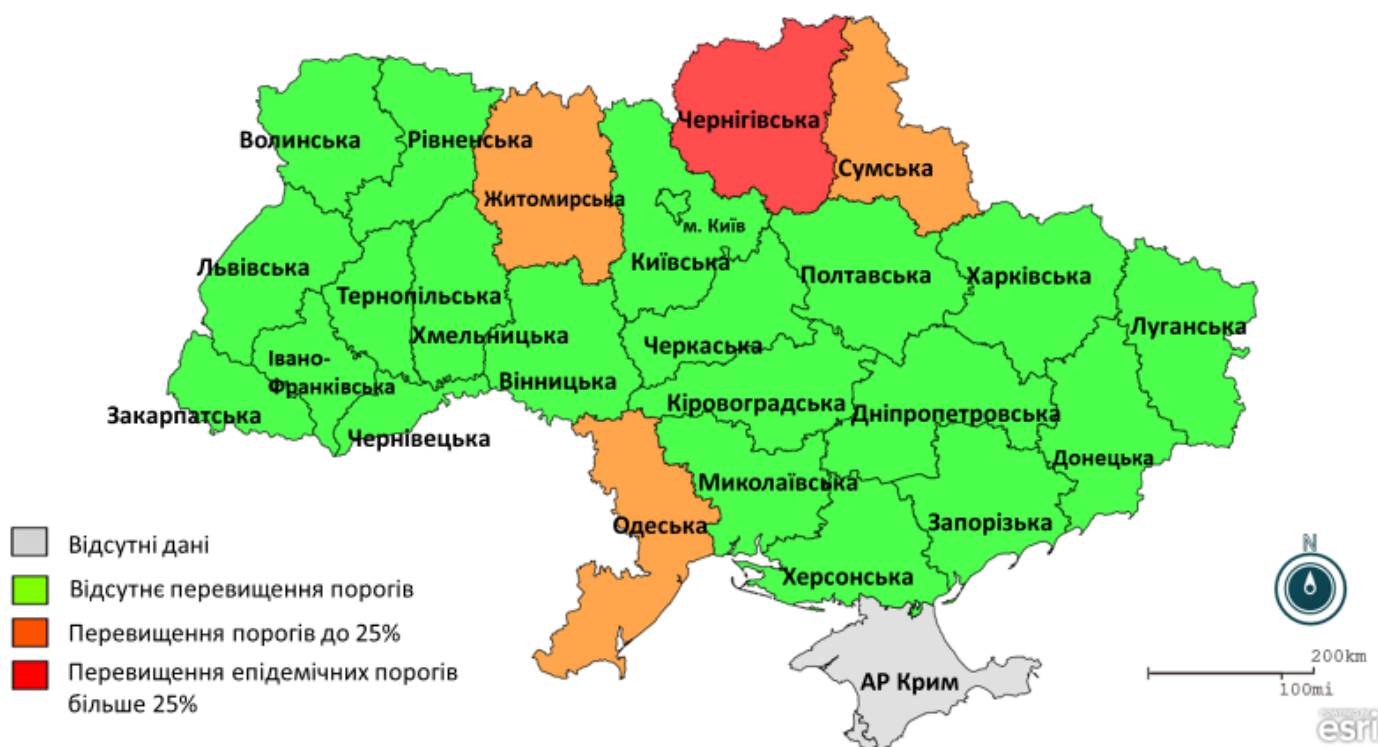 Чернігівська
Волинська
Рівненська
Сумська
Житомирська
м. Київ
Київська
Львівська
Полтавська
Харківська
Тернопільська
Луганська
Хмельницька
Черкаська
Івано-
Франківська
Вінницька
Закарпатська
Кіровоградська
Дніпропетровська
Чернівецька
Донецька
Миколаївська
Одеська
Запорізька
Херсонська
АР Крим
Відсутні дані
Відсутнє перевищення порогів
Перевищення порогів до 25%
Перевищення епідемічних порогів
більше 25%
N
200km
100mi
esri